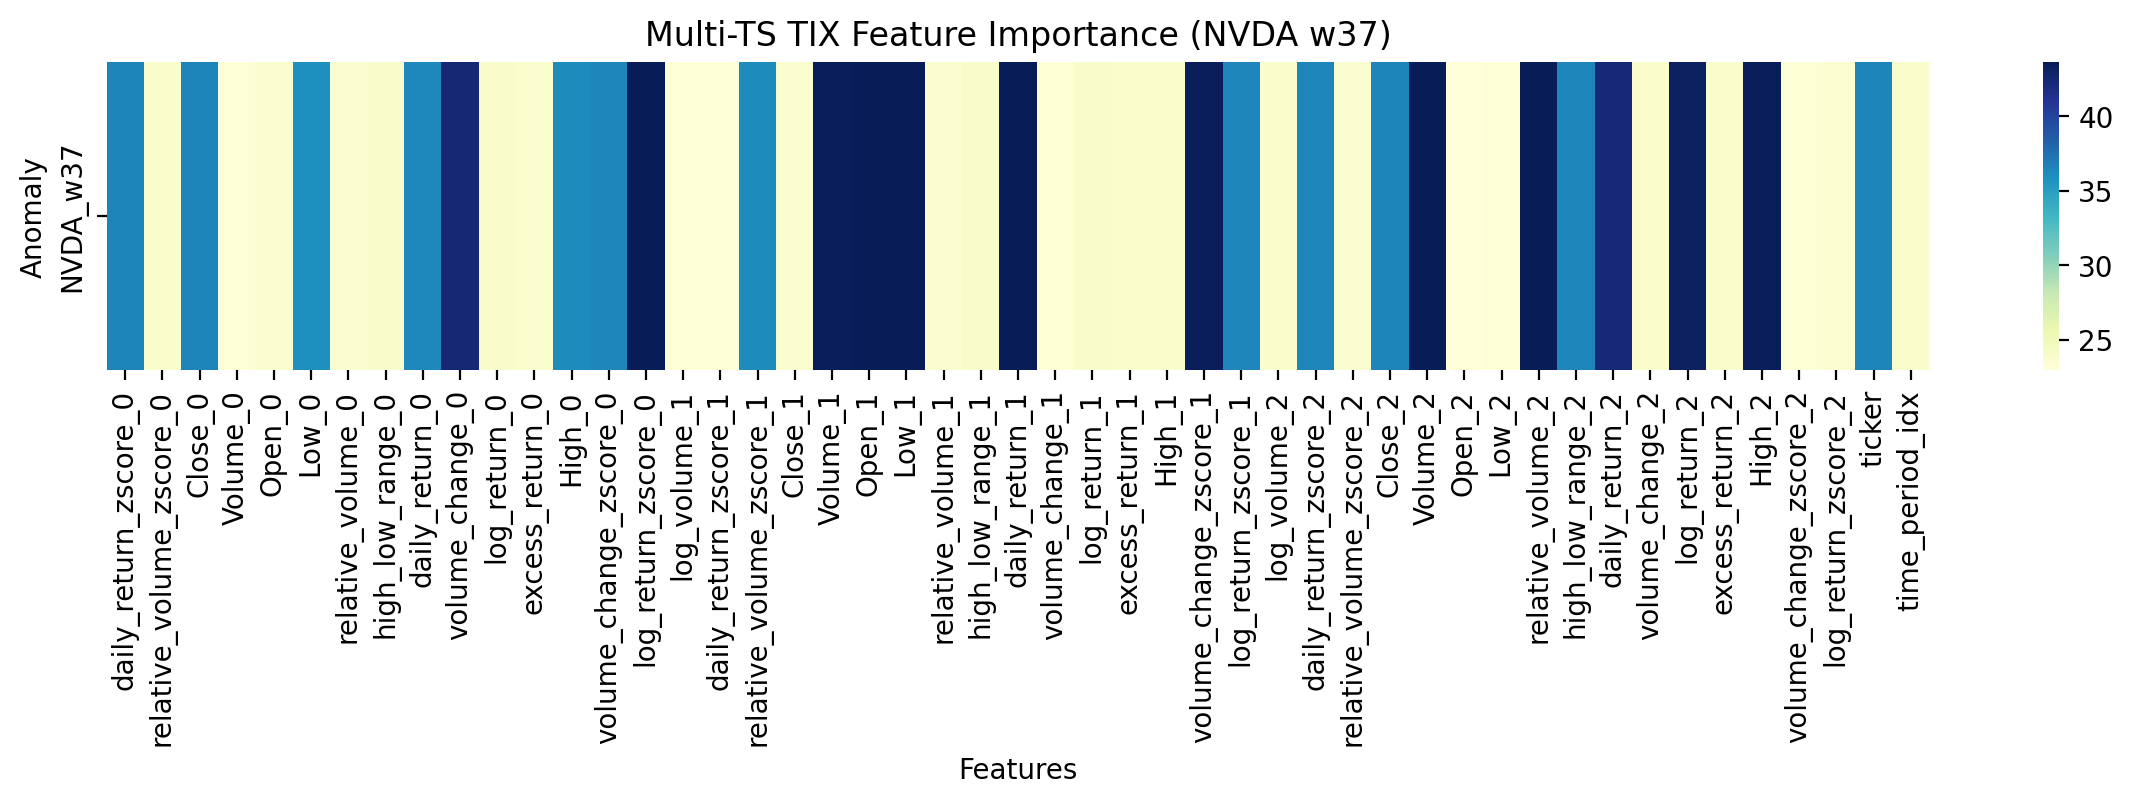 Multi-TS TIX Feature Importance (NVDA w37)
Anomaly
NVDA_w37
40
35
30
25
daily_return_zscore_0
relative_volume_zscore_0
Close_0
Volume_0
Open_0
Low_0
relative_volume_0
high_low_range_0
daily_return_0
volume_change_0
log_return_0
excess_return_0
High_0
volume_change_zscore_0
log_return_zscore_0
log_volume_1
daily_return_zscore_1
relative_volume_zscore_1
Close_1
Volume_1
Open_1
Low_1
relative_volume_1
high_low_range_1
daily_return_1
volume_change_1
log_return_1
excess_return_1
High_1
volume_change_zscore_1
log_return_zscore_1
log_volume_2
daily_return_zscore_2
relative_volume_zscore_2
Close_2
Volume_2
Open_2
Low_2
relative_volume_2
high_low_range_2
daily_return_2
volume_change_2
log_return_2
excess_return_2
High_2
volume_change_zscore_2
log_return_zscore_2
ticker
time_period_idx
Features